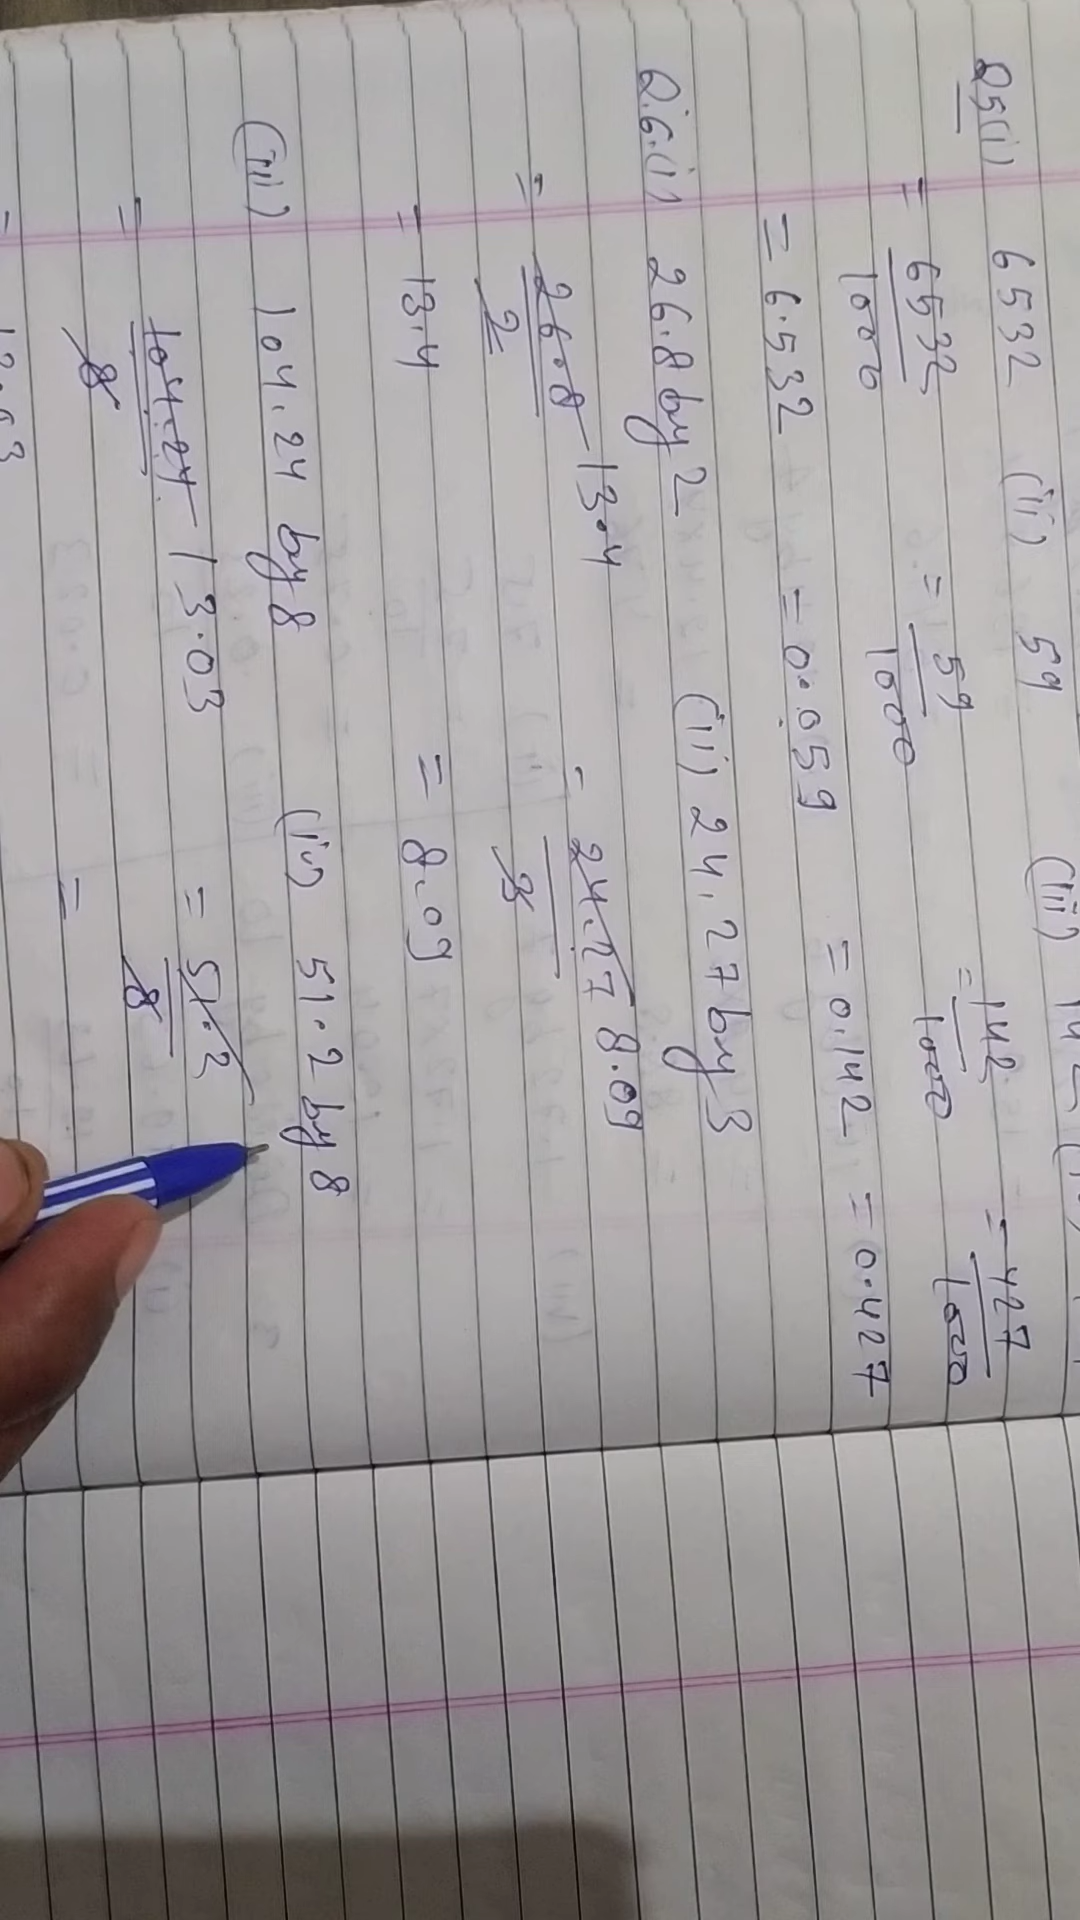 Q5(i) 6532 (ii) 59 (iii) 142
= 6532/1000 = 59/1000 = 142/1000 = 427/1000
= 6.532 = 0.059 = 0.142 = 0.427
Q.6.(i) 26.8 by 2 (ii) 24.27 by 3
= 26.8/2 13.4 = 24.27/3 8.09
= 13.4 = 8.09
(iii) 104.24 by 8 (iv) 51.2 by 8
= 104.24/8 13.03 = 51.2/8
= =